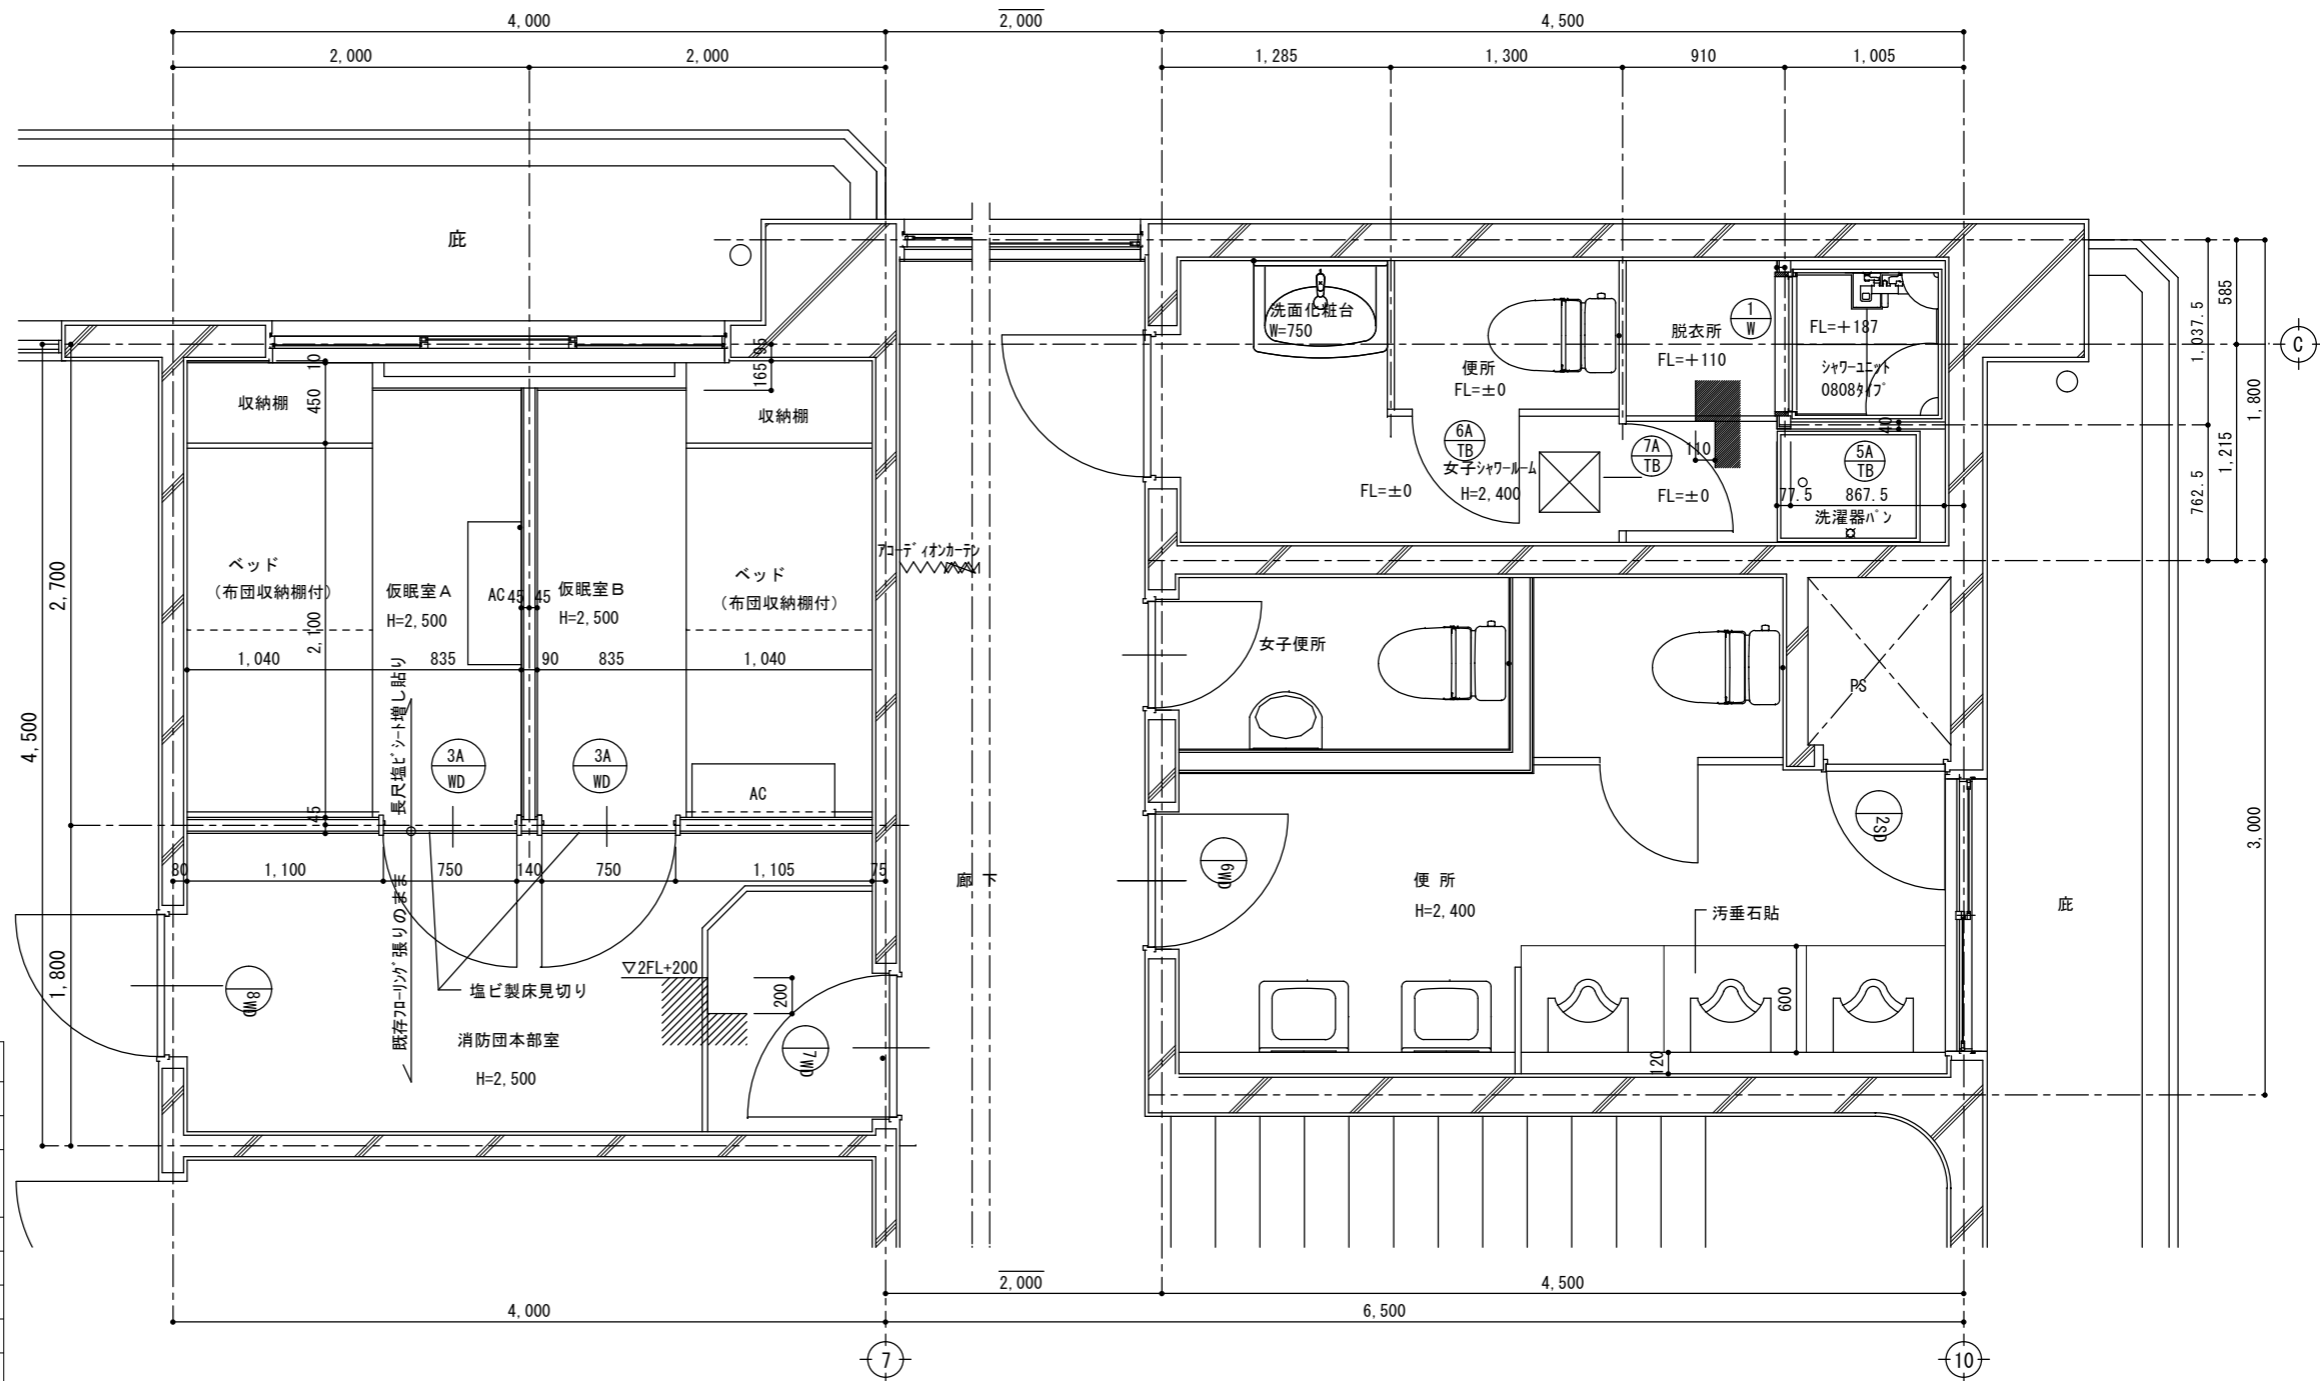 4,000
2,000
4,500
2,000
2,000
1,285
1,300
910
1,005
庇
洗面化粧台
W=750
便所
FL=±0
脱衣所
FL=+110
1
W
FL=+187
シャワーユニット
0808タイプ
585
1,037.5
1,800
1,215
762.5
C
95
165
10
450
収納棚
収納棚
6A
TB
7A
TB
110
40
5A
TB
女子シャワールーム
H=2,400
FL=±0
FL=±0
77.5
867.5
洗濯器パン
アコーディオンカーテン
ベッド
(布団収納棚付)
仮眠室A
H=2,500
AC
45
45
仮眠室B
H=2,500
ベッド
(布団収納棚付)
2,700
4,500
2,100
1,040
835
90
835
1,040
女子便所
PS
長尺塩ビシート増し貼り
3A
WD
3A
WD
AC
45
2SD
3,000
80
1,100
750
140
750
1,105
75
廊下
6WD
便所
H=2,400
汚垂石貼
庇
既存フローリング張りのまま
1,800
8WD
▽2FL+200
200
塩ビ製床見切り
7WD
消防団本部室
H=2,500
600
120
2,000
4,500
4,000
6,500
7
10